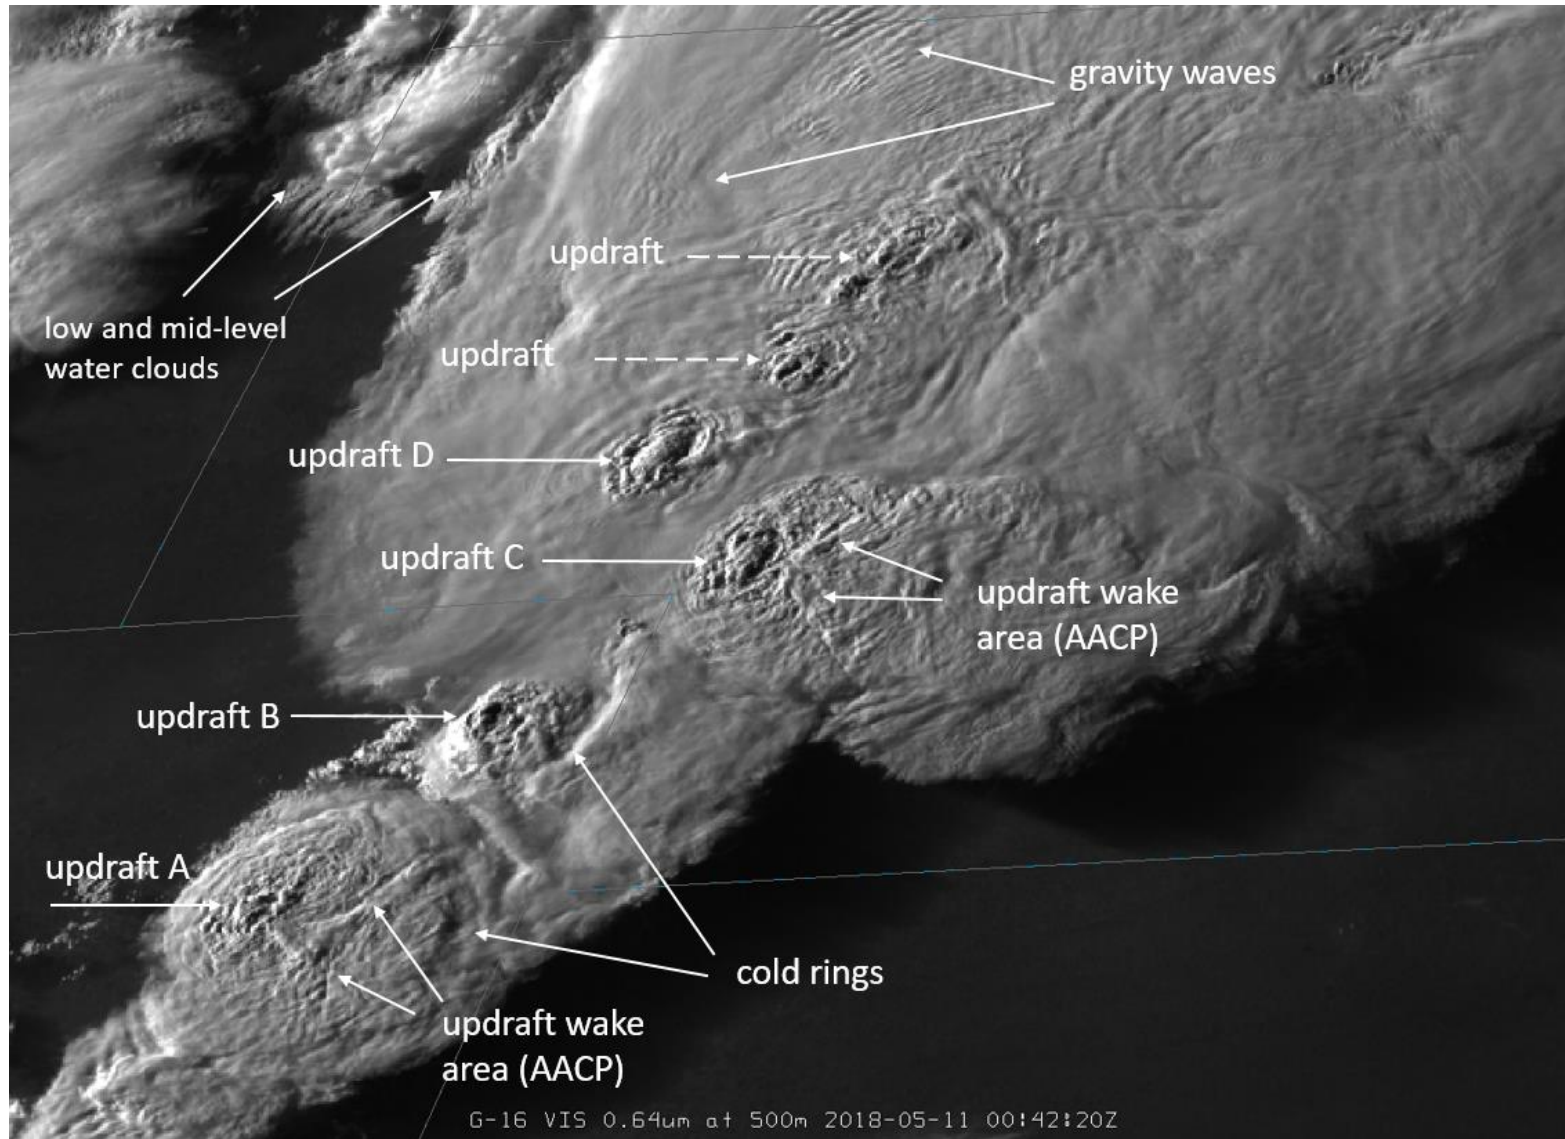 gravity waves
updraft
low and mid-level
water clouds
updraft
updraft D
updraft C
updraft wake
area (AACP)
updraft B
updraft A
cold rings
updraft wake
area (AACP)
G-16 VIS 0.64um at 500m 2018-05-11 00:42:20Z